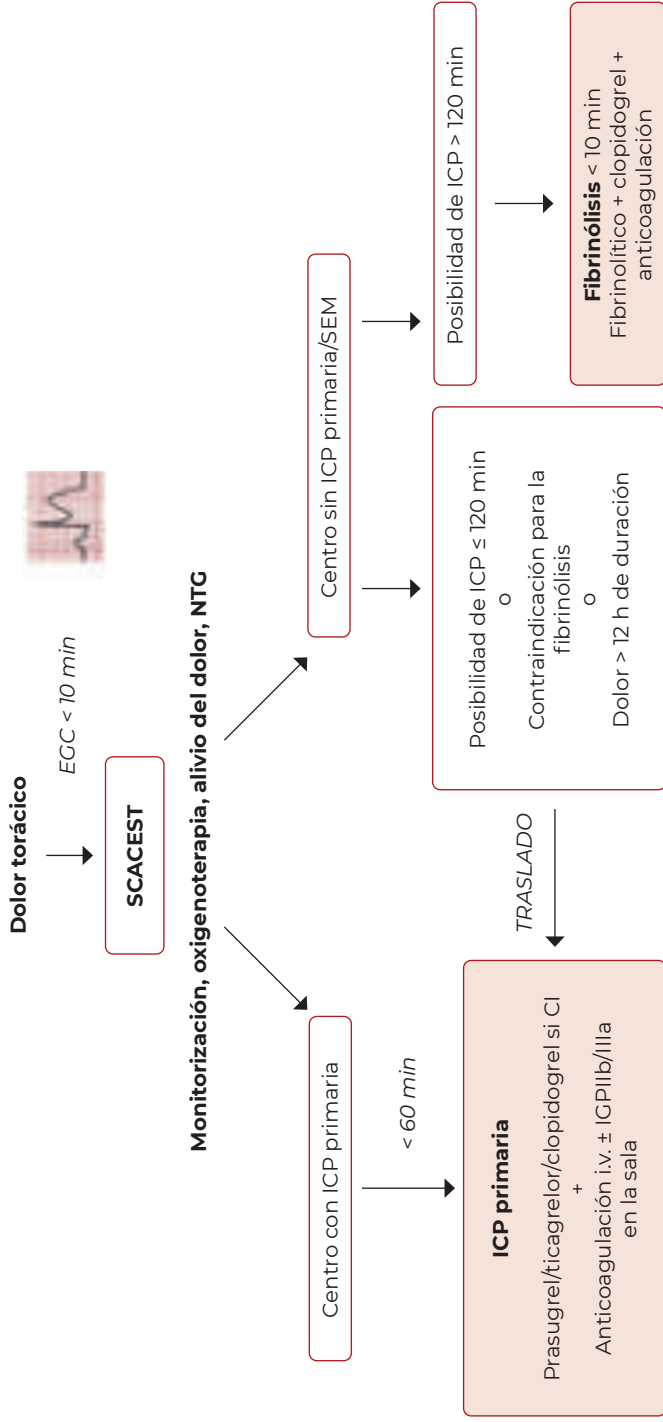 Dolor torácico
EGC < 10 min
SCACEST
Monitorización, oxigenoterapia, alivio del dolor, NTG
Centro con ICP primaria
Centro sin ICP primaria/SEM
< 60 min
Posibilidad de ICP ≤ 120 min
O
Contraindicación para la
fibrinólisis
O
Dolor > 12 h de duración
Posibilidad de ICP > 120 min
TRASLADO
ICP primaria
Prasugrel/ticagrelor/clopidogrel si CI
+
Anticoagulación i.v. ± IGPIIb/IIIa
en la sala
Fibrinólisis < 10 min
Fibrinolítico + clopidogrel +
anticoagulación